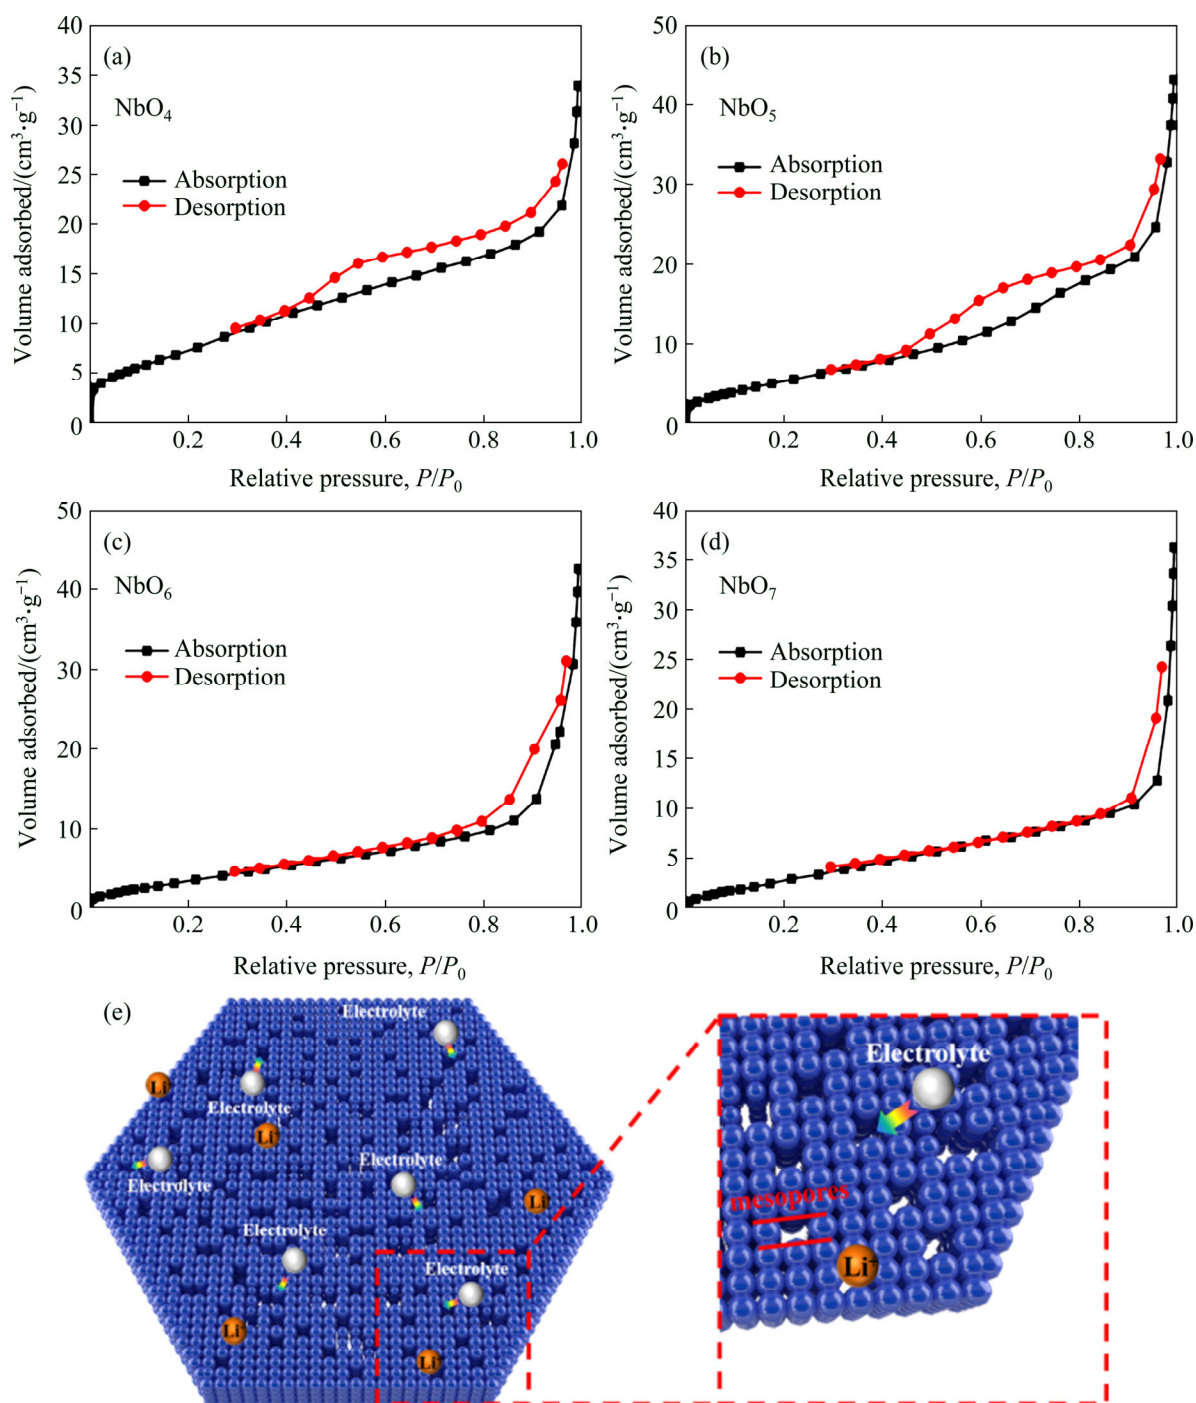 (a)
NbO₄
Absorption
Desorption
Volume adsorbed/(cm³·g⁻¹)
40
35
30
25
20
15
10
5
0
0.2 0.4 0.6 0.8 1.0
Relative pressure, P/P₀
(b)
NbO₅
Absorption
Desorption
Volume adsorbed/(cm³·g⁻¹)
50
40
30
20
10
0
0.2 0.4 0.6 0.8 1.0
Relative pressure, P/P₀
(c)
NbO₆
Absorption
Desorption
Volume adsorbed/(cm³·g⁻¹)
50
40
30
20
10
0
0.2 0.4 0.6 0.8 1.0
Relative pressure, P/P₀
(d)
NbO₇
Absorption
Desorption
Volume adsorbed/(cm³·g⁻¹)
40
35
30
25
20
15
10
5
0
0.2 0.4 0.6 0.8 1.0
Relative pressure, P/P₀
(e)
Electrolyte
Li⁺
Electrolyte
Li⁺
Electrolyte
Electrolyte
Li⁺
Electrolyte
Electrolyte
Li⁺
Li⁺
Electrolyte
mesopores
Li⁺